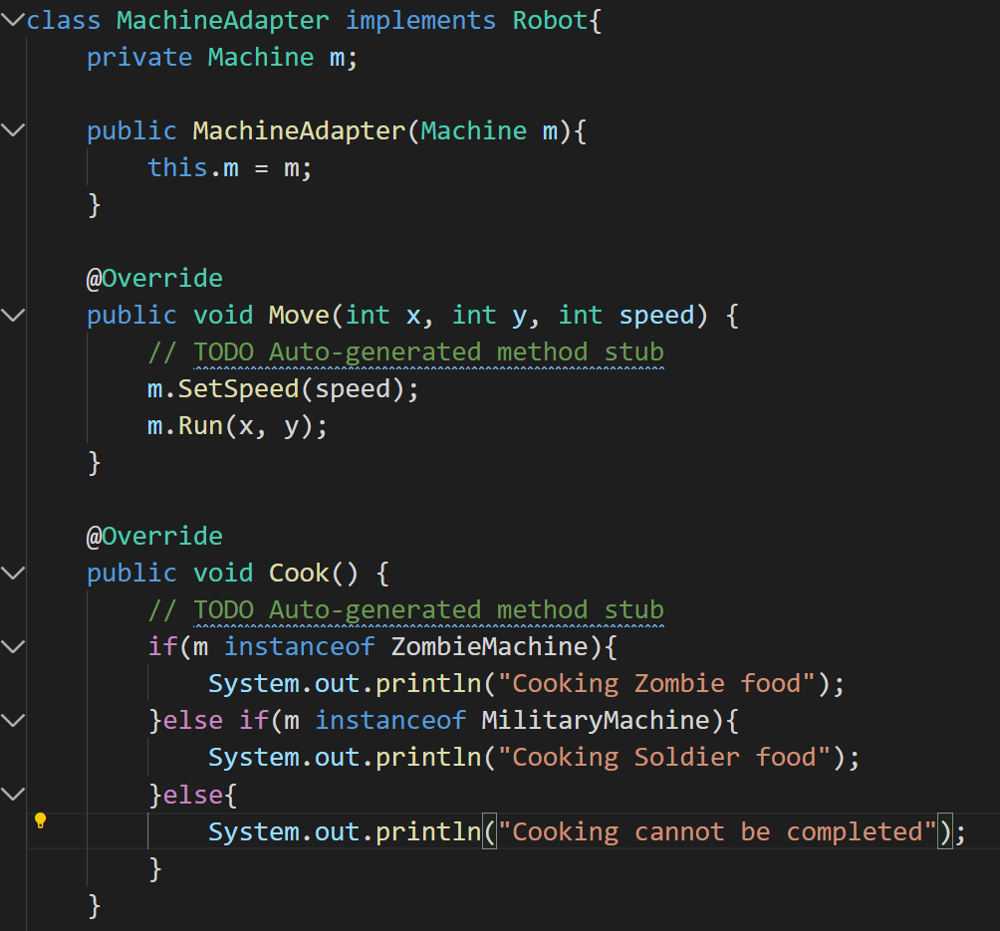 class MachineAdapter implements Robot{
    private Machine m;

    public MachineAdapter(Machine m){
        this.m = m;
    }

    @Override
    public void Move(int x, int y, int speed) {
        // TODO Auto-generated method stub
        m.SetSpeed(speed);
        m.Run(x, y);
    }

    @Override
    public void Cook() {
        // TODO Auto-generated method stub
        if(m instanceof ZombieMachine){
            System.out.println("Cooking Zombie food");
        }else if(m instanceof MilitaryMachine){
            System.out.println("Cooking Soldier food");
        }else{
            System.out.println("Cooking cannot be completed");
        }
    }